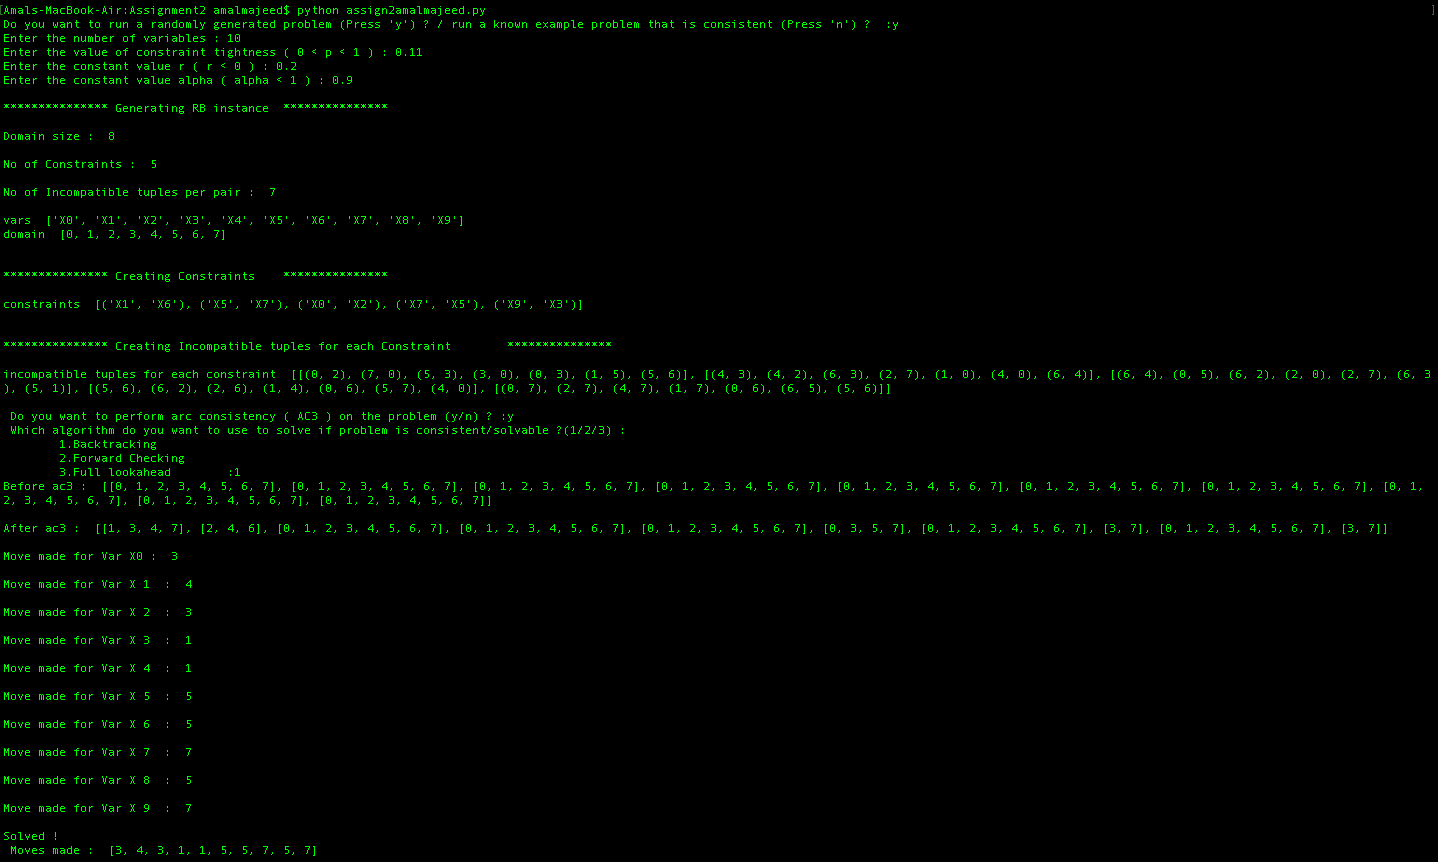 [Amals-MacBook-Air:Assignment2 amalmajeed$ python assign2amalmajeed.py ]
Do you want to run a randomly generated problem (Press 'y') ? / run a known example problem that is consistent (Press 'n') ?  :y
Enter the number of variables : 10
Enter the value of constraint tightness ( 0 < p < 1 ) : 0.11
Enter the constant value r ( r < 0 ) : 0.2
Enter the constant value alpha ( alpha < 1 ) : 0.9
*************** Generating RB instance  ***************
Domain size :  8
No of Constraints :  5
No of Incompatible tuples per pair :  7
vars  ['X0', 'X1', 'X2', 'X3', 'X4', 'X5', 'X6', 'X7', 'X8', 'X9']
domain  [0, 1, 2, 3, 4, 5, 6, 7]
*************** Creating Constraints    ***************
constraints  [('X1', 'X6'), ('X5', 'X7'), ('X0', 'X2'), ('X7', 'X5'), ('X9', 'X3')]
*************** Creating Incompatible tuples for each Constraint        ***************
incompatible tuples for each constraint  [[(0, 2), (7, 0), (5, 3), (3, 0), (0, 3), (1, 5), (5, 6)], [(4, 3), (4, 2), (6, 3), (2, 7), (1, 0), (4, 0), (6, 4)], [(6, 4), (0, 5), (6, 2), (2, 0), (2, 7), (6, 3
), (5, 1)], [(5, 6), (6, 2), (2, 6), (1, 4), (0, 6), (5, 7), (4, 0)], [(0, 7), (2, 7), (4, 7), (1, 7), (0, 6), (6, 5), (5, 6)]]
Do you want to perform arc consistency ( AC3 ) on the problem (y/n) ? :y
Which algorithm do you want to use to solve if problem is consistent/solvable ?(1/2/3) :
1.Backtracking
2.Forward Checking
3.Full lookahead        :1
Before ac3 :  [[0, 1, 2, 3, 4, 5, 6, 7], [0, 1, 2, 3, 4, 5, 6, 7], [0, 1, 2, 3, 4, 5, 6, 7], [0, 1, 2, 3, 4, 5, 6, 7], [0, 1, 2, 3, 4, 5, 6, 7], [0, 1, 2, 3, 4, 5, 6, 7], [0, 1, 2, 3, 4, 5, 6, 7], [0, 1,
2, 3, 4, 5, 6, 7], [0, 1, 2, 3, 4, 5, 6, 7], [0, 1, 2, 3, 4, 5, 6, 7]]
After ac3 :  [[1, 3, 4, 7], [2, 4, 6], [0, 1, 2, 3, 4, 5, 6, 7], [0, 1, 2, 3, 4, 5, 6, 7], [0, 1, 2, 3, 4, 5, 6, 7], [0, 3, 5, 7], [0, 1, 2, 3, 4, 5, 6, 7], [3, 7], [0, 1, 2, 3, 4, 5, 6, 7], [3, 7]]
Move made for Var X0 :  3
Move made for Var X 1  :  4
Move made for Var X 2  :  3
Move made for Var X 3  :  1
Move made for Var X 4  :  1
Move made for Var X 5  :  5
Move made for Var X 6  :  5
Move made for Var X 7  :  7
Move made for Var X 8  :  5
Move made for Var X 9  :  7
Solved !
Moves made :  [3, 4, 3, 1, 1, 5, 5, 7, 5, 7]